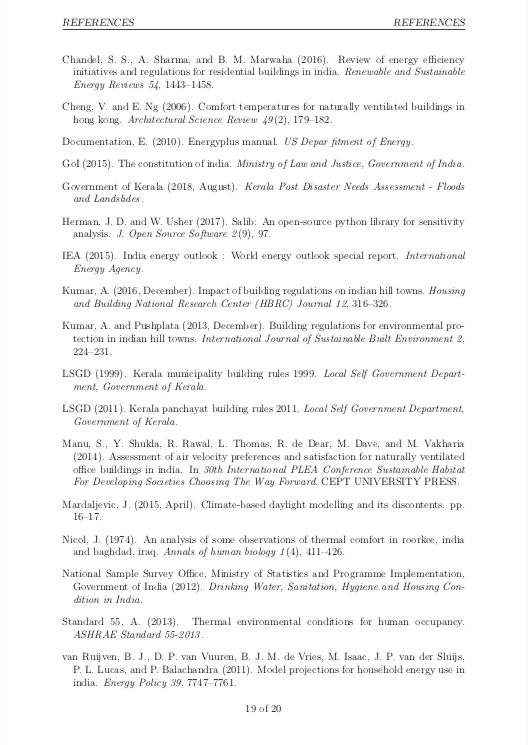 REFERENCES REFERENCES
Chandel, S. S., A. Sharma, and B. M. Marwaha (2016). Review of energy efficiency
initiatives and regulations for residential buildings in india. Renewable and Sustainable
Energy Reviews 54, 1443–1458.
Cheng, V. and E. Ng (2006). Comfort temperatures for naturally ventilated buildings in
hong kong. Architectural Science Review 49(2), 179–182.
Documentation, E. (2010). Energyplus manual. US Depar fitment of Energy.
GoI (2015). The constitution of india. Ministry of Law and Justice, Government of India.
Government of Kerala (2018, August). Kerala Post Disaster Needs Assessment - Floods
and Landslides.
Herman, J. D. and W. Usher (2017). Salib: An open-source python library for sensitivity
analysis. J. Open Source Software 2(9), 97.
IEA (2015). India energy outlook : World energy outlook special report. International
Energy Agency.
Kumar, A. (2016, December). Impact of building regulations on indian hill towns. Housing
and Building National Research Center (HBRC) Journal 12, 316–326.
Kumar, A. and Pushplata (2013, December). Building regulations for environmental pro-
tection in indian hill towns. International Journal of Sustainable Built Environment 2,
224–231.
LSGD (1999). Kerala municipality building rules 1999. Local Self Government Depart-
ment, Government of Kerala.
LSGD (2011). Kerala panchayat building rules 2011. Local Self Government Department,
Government of Kerala.
Manu, S., Y. Shukla, R. Rawal, L. Thomas, R. de Dear, M. Dave, and M. Vakharia
(2014). Assessment of air velocity preferences and satisfaction for naturally ventilated
office buildings in india. In 30th International PLEA Conference Sustainable Habitat
For Developing Societies Choosing The Way Forward. CEPT UNIVERSITY PRESS.
Mardaljevic, J. (2015, April). Climate-based daylight modelling and its discontents. pp.
16–17.
Nicol, J. (1974). An analysis of some observations of thermal comfort in roorkee, india
and baghdad, iraq. Annals of human biology 1(4), 411–426.
National Sample Survey Office, Ministry of Statistics and Programme Implementation,
Government of India (2012). Drinking Water, Sanitation, Hygiene and Housing Con-
dition in India.
Standard 55, A. (2013). Thermal environmental conditions for human occupancy.
ASHRAE Standard 55-2013.
van Ruijven, B. J., D. P. van Vuuren, B. J. M. de Vries, M. Isaac, J. P. van der Sluijs,
P. L. Lucas, and P. Balachandra (2011). Model projections for household energy use in
india. Energy Policy 39, 7747–7761.
19 of 20